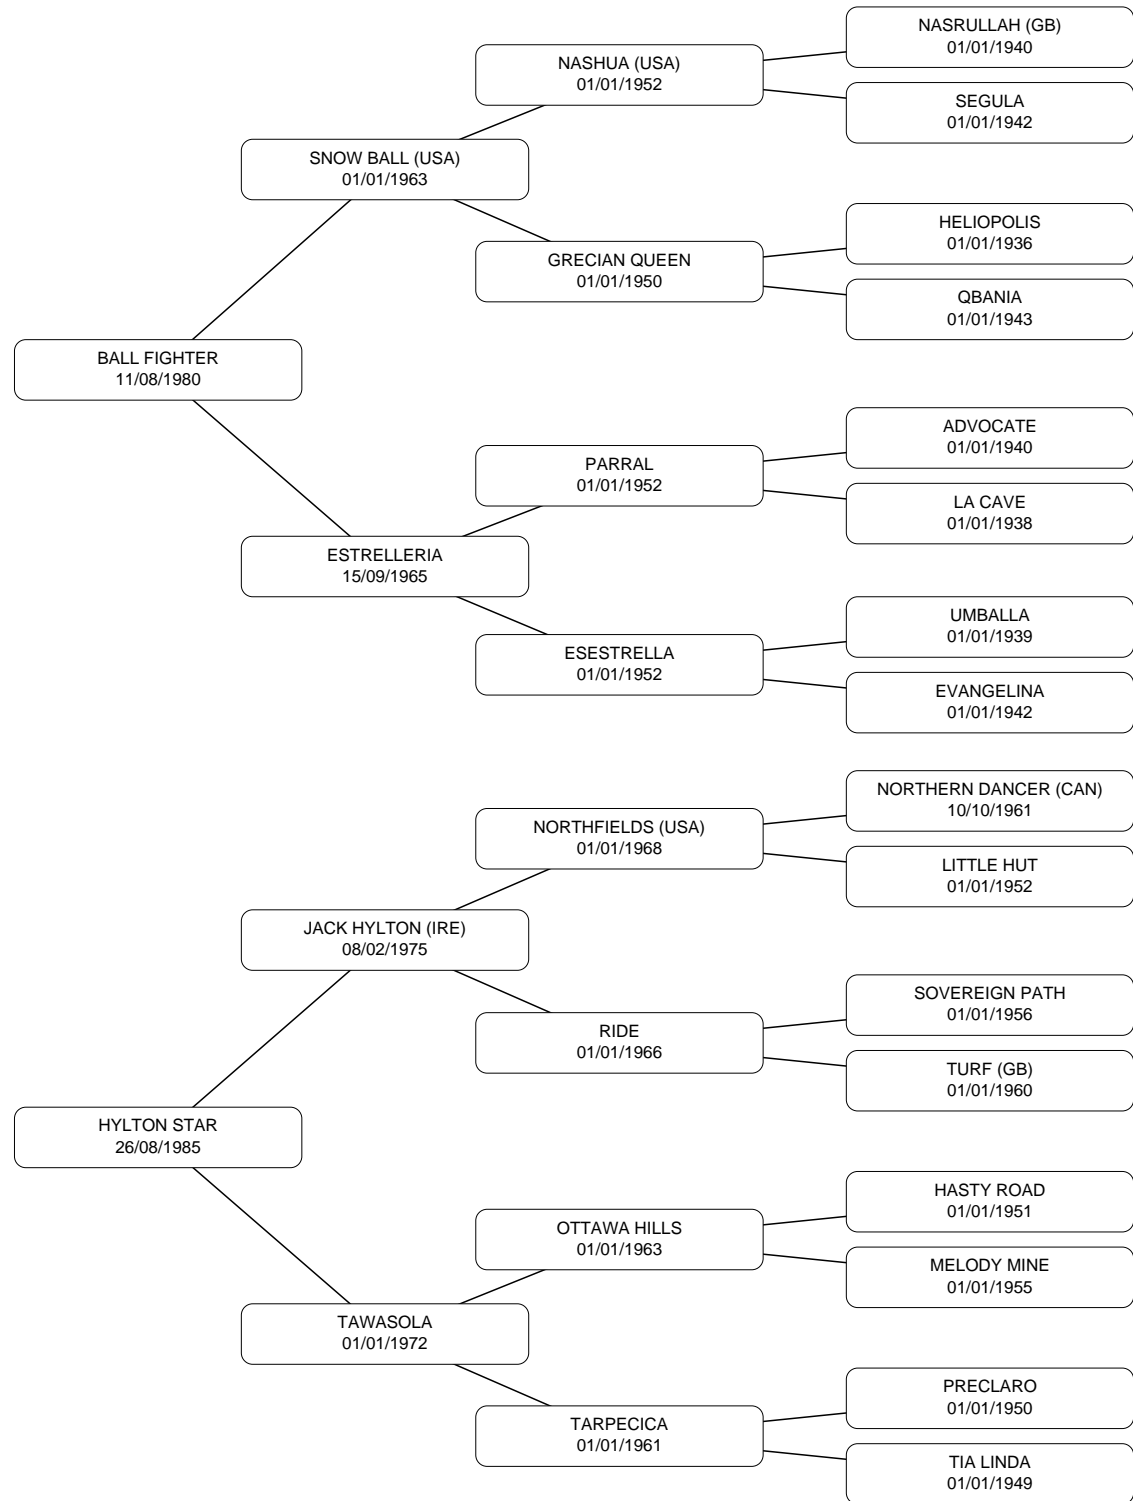 NASRULLAH (GB)
01/01/1940
NASHUA (USA)
01/01/1952
SEGULA
01/01/1942
SNOW BALL (USA)
01/01/1963
HELIOPOLIS
01/01/1936
GRECIAN QUEEN
01/01/1950
QBANIA
01/01/1943
BALL FIGHTER
11/08/1980
ADVOCATE
01/01/1940
PARRAL
01/01/1952
LA CAVE
01/01/1938
ESTRELLERIA
15/09/1965
UMBALLA
01/01/1939
ESESTRELLA
01/01/1952
EVANGELINA
01/01/1942
NORTHERN DANCER (CAN)
10/10/1961
NORTHFIELDS (USA)
01/01/1968
LITTLE HUT
01/01/1952
JACK HYLTON (IRE)
08/02/1975
SOVEREIGN PATH
01/01/1956
RIDE
01/01/1966
TURF (GB)
01/01/1960
HYLTON STAR
26/08/1985
HASTY ROAD
01/01/1951
OTTAWA HILLS
01/01/1963
MELODY MINE
01/01/1955
TAWASOLA
01/01/1972
PRECLARO
01/01/1950
TARPECICA
01/01/1961
TIA LINDA
01/01/1949